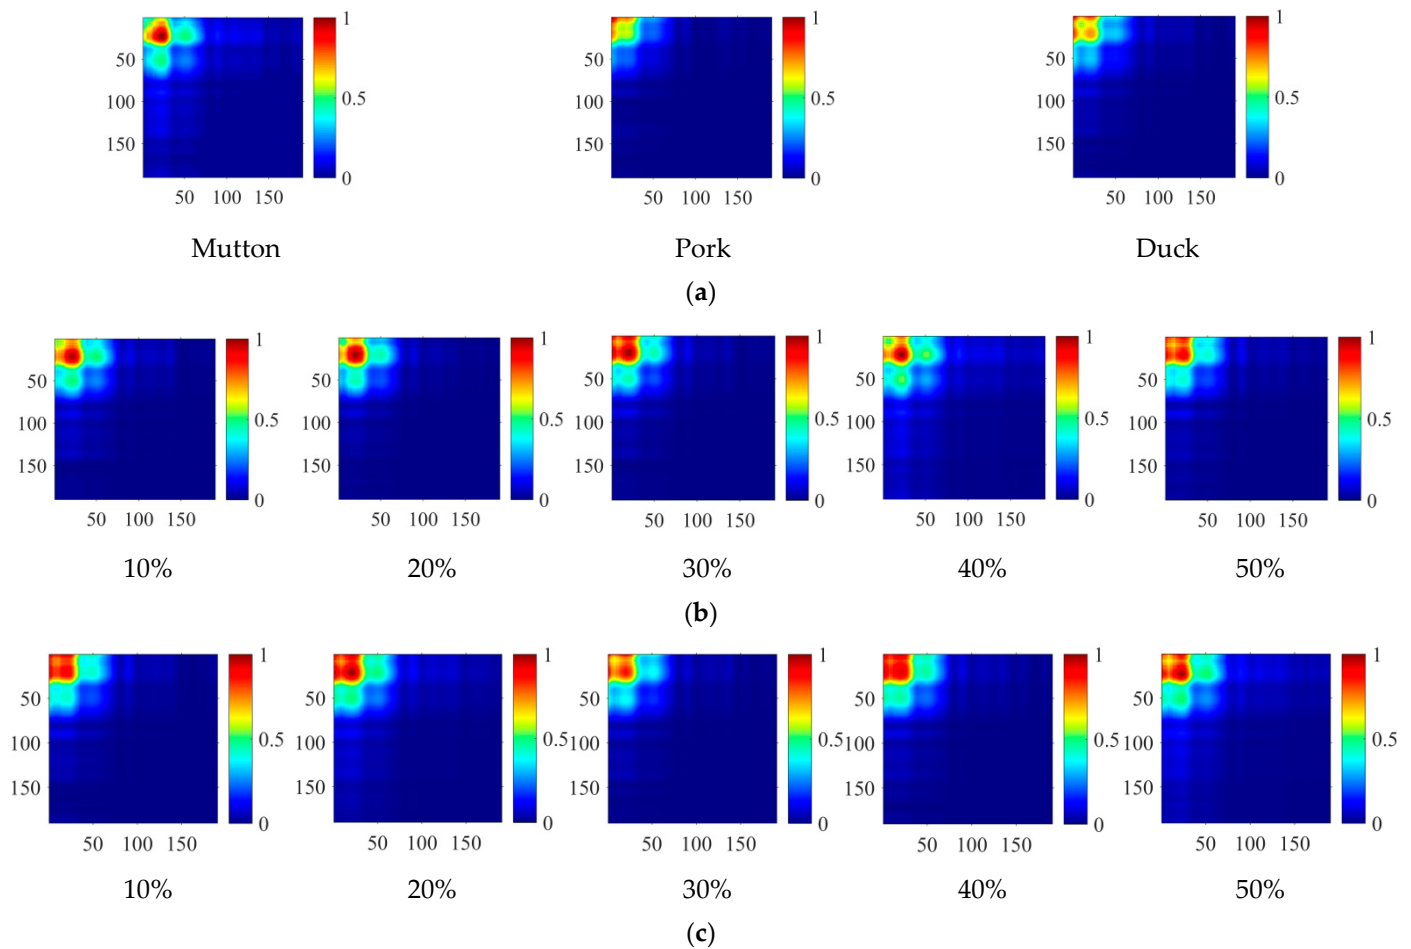 1 1 1
50 50 50
100 0.5 100 0.5 100 0.5
150 150 150
0 0 0
50 100 150 50 100 150 50 100 150
Mutton Pork Duck
(a)
1 1 1 1 1
50 50 50 50 50
100 0.5 100 0.5 100 0.5 100 0.5 100 0.5
150 150 150 150 150
0 0 0 0 0
50 100 150 50 100 150 50 100 150 50 100 150 50 100 150
10% 20% 30% 40% 50%
(b)
1 1 1 1 1
50 50 50 50 50
100 0.5 100 0.5 100 0.5 100 0.5 100 0.5
150 150 150 150 150
0 0 0 0 0
50 100 150 50 100 150 50 100 150 50 100 150 50 100 150
10% 20% 30% 40% 50%
(c)